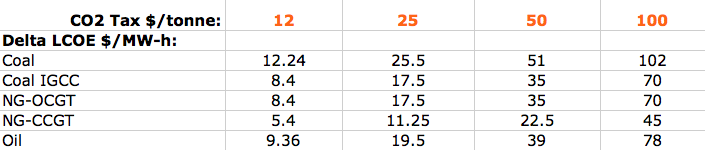 CO2 Tax $/tonne: 12 25 50 100
Delta LCOE $/MW-h:
Coal 12.24 25.5 51 102
Coal IGCC 8.4 17.5 35 70
NG-OCGT 8.4 17.5 35 70
NG-CCGT 5.4 11.25 22.5 45
Oil 9.36 19.5 39 78